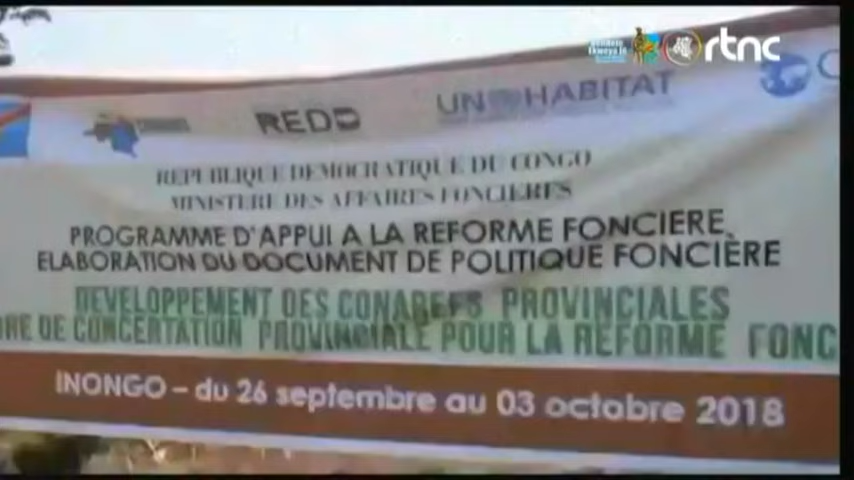 rtnc
REDD
UN HABITAT
REPUBLIQUE DEMOCRATIQUE DU CONGO
MINISTERE DES AFFAIRES FONCIERES
PROGRAMME D'APPUI A LA REFORME FONCIERE,
ELABORATION DU DOCUMENT DE POLITIQUE FONCIÈRE
DEVELOPPEMENT DES CONAREFS PROVINCIALES
DRE DE CONCERTATION PROVINCIALE POUR LA REFORME FONC
INONGO – du 26 septembre au 03 octobre 2018